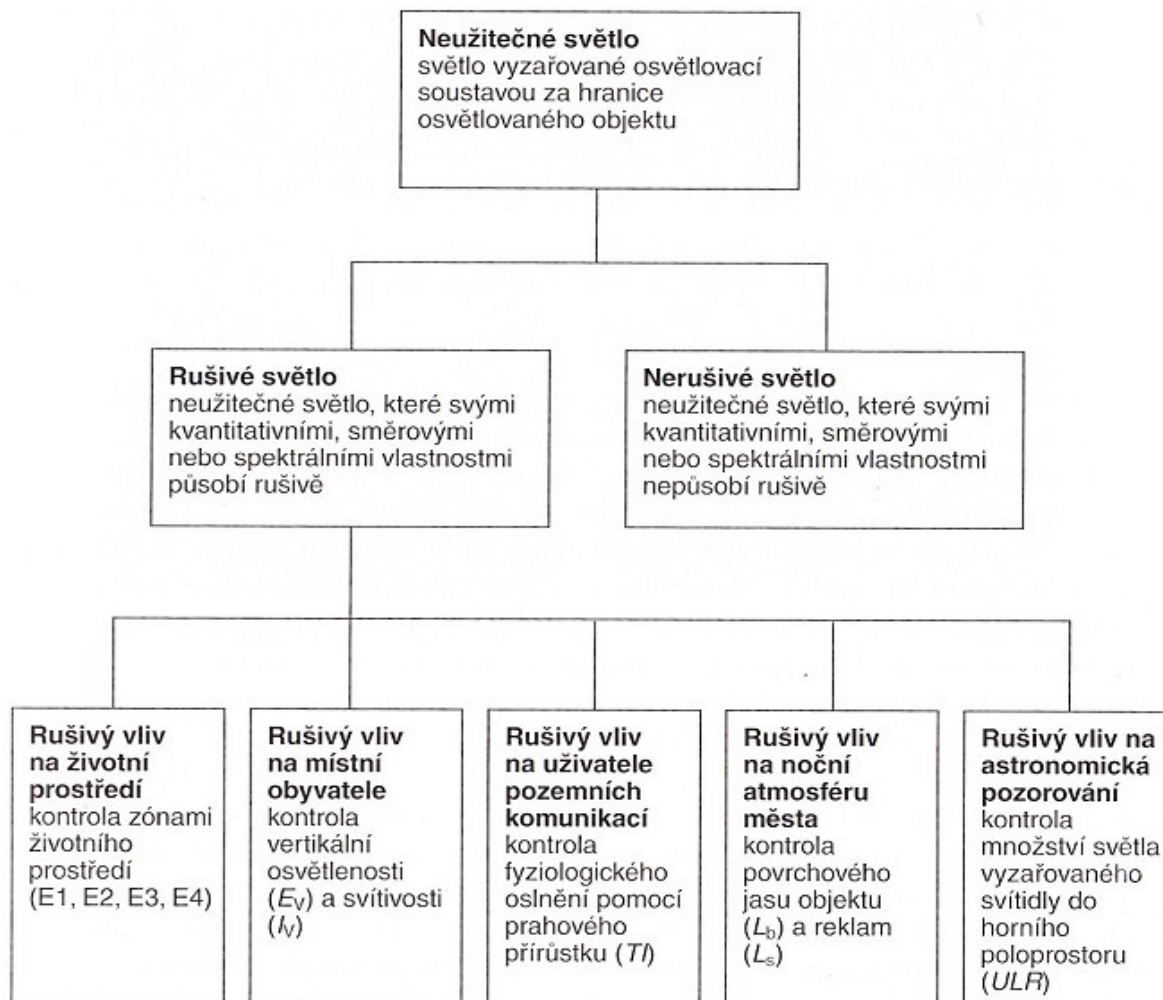 Neužitečné světlo
světlo vyzařované osvětlovací
soustavou za hranice
osvětlovaného objektu
Rušivé světlo
neužitečné světlo, které svými
kvantitativními, směrovými
nebo spektrálními vlastnostmi
působí rušivě
Nerušivé světlo
neužitečné světlo, které svými
kvantitativními, směrovými
nebo spektrálními vlastnostmi
nepůsobí rušivě
Rušivý vliv
na životní
prostředí
kontrola zónami
životního
prostředí
(E1, E2, E3, E4)
Rušivý vliv
na místní
obyvatele
kontrola
vertikální
osvětlenosti
(EV) a svítivosti
(IV)
Rušivý vliv
na uživatele
pozemních
komunikací
kontrola
fyziologického
oslnění pomocí
prahového
přírůstku (TI)
Rušivý vliv
na noční
atmosféru
města
kontrola
povrchového
jasu objektu
(Lb) a reklam
(Ls)
Rušivý vliv na
astronomická
pozorování
kontrola
množství světla
vyzařovaného
svítidly do
horního
poloprostoru
(ULR)